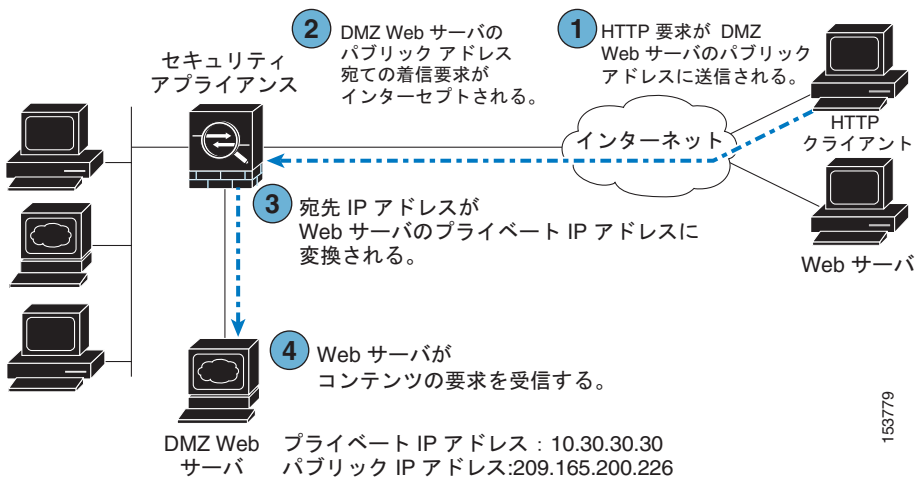 2
DMZ Web サーバの
パブリック アドレス
宛ての着信要求が
インターセプトされる。
1
HTTP 要求が DMZ
Web サーバのパブリック
アドレスに送信される。
セキュリティ
アプライアンス
インターネット
HTTP
クライアント
3
宛先 IP アドレスが
Web サーバのプライベート IP アドレスに
変換される。
Web サーバ
4
Web サーバが
コンテンツの要求を受信する。
DMZ Web
サーバ
プライベート IP アドレス：10.30.30.30
パブリック IP アドレス:209.165.200.226
153779